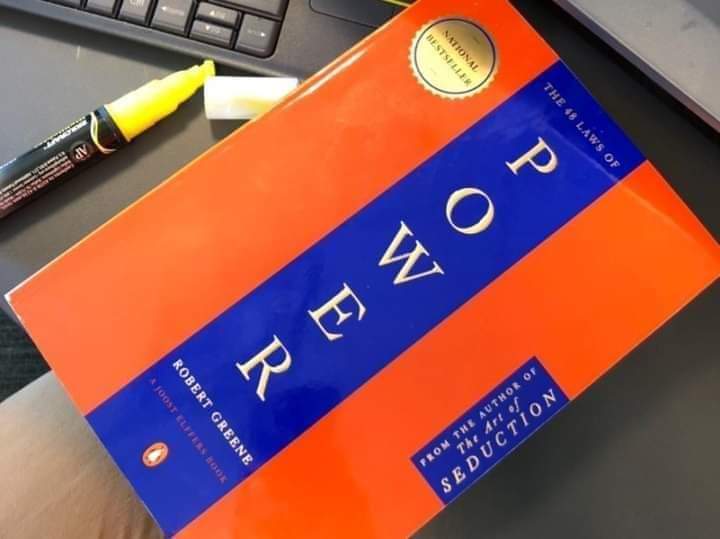 NATIONAL
BESTSELLER
THE 48 LAWS OF
POWER
ROBERT GREENE
A JOOST ELFFERS BOOK
FROM THE AUTHOR OF
The Art of
SEDUCTION
AP